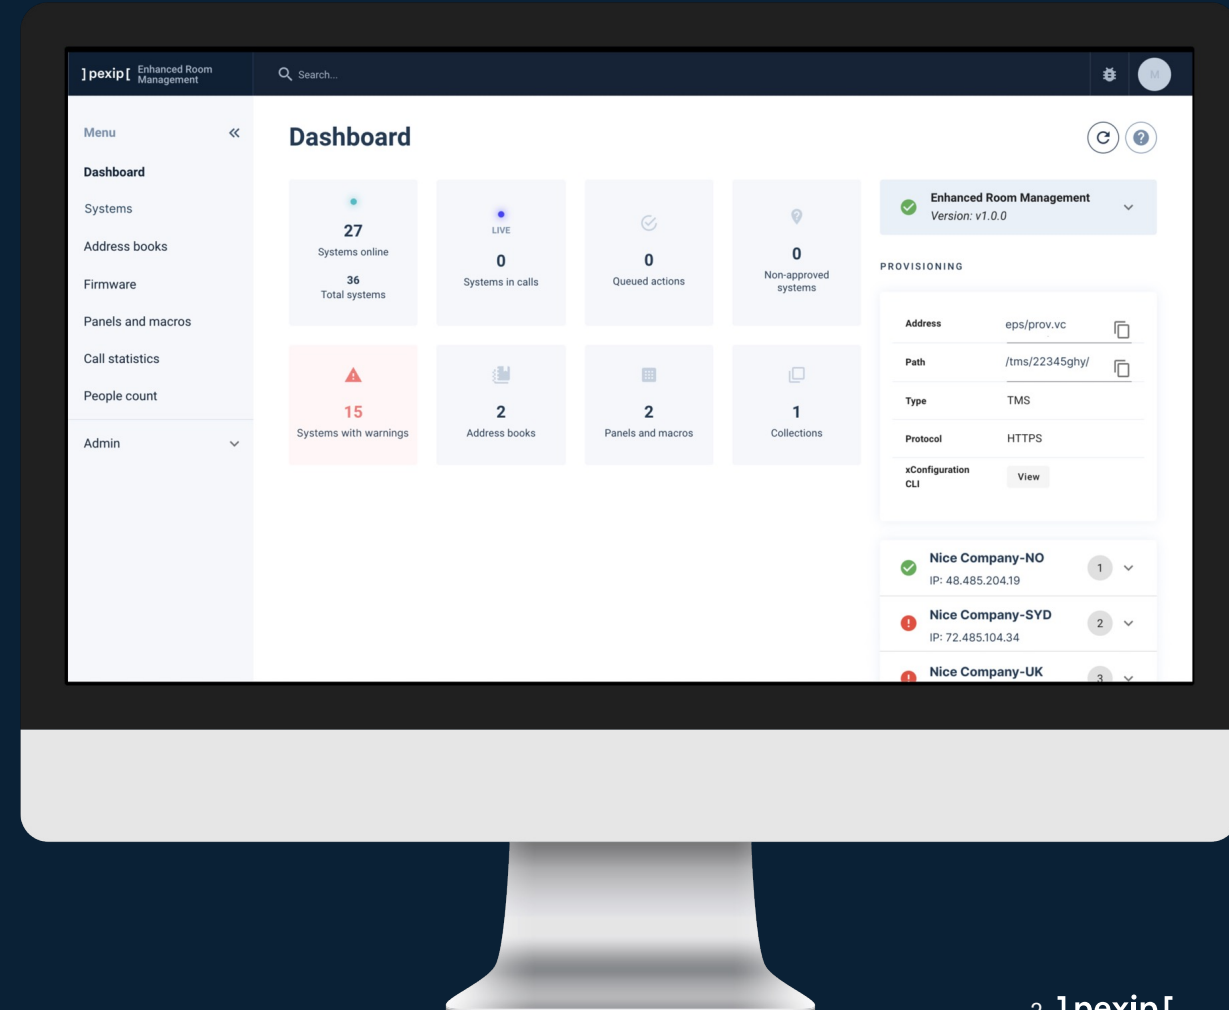 ]pexip[ Enhanced Room
Management
Search...
M
Menu
Dashboard
Systems
Address books
Firmware
Panels and macros
Call statistics
People count
Admin
Dashboard
27
Systems online
36
Total systems
LIVE
0
Systems in calls
0
Queued actions
0
Non-approved
systems
15
Systems with warnings
2
Address books
2
Panels and macros
1
Collections
Enhanced Room Management
Version: v1.0.0
PROVISIONING
Address eps/prov.vc
Path /tms/22345ghy/
Type TMS
Protocol HTTPS
xConfiguration
CLI
View
Nice Company-NO
IP: 48.485.204.19
1
Nice Company-SYD
IP: 72.485.104.34
2
Nice Company-UK
3
]pexip[